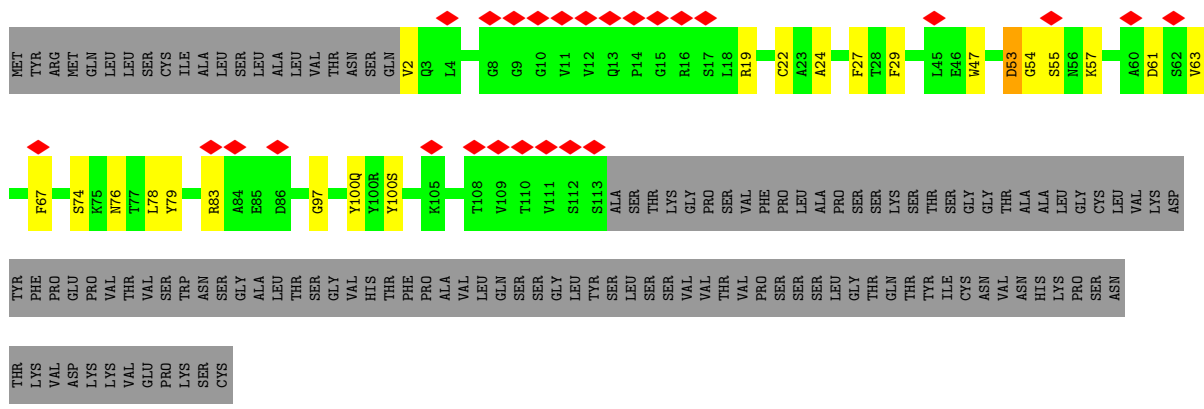 MET TYR ARG MET GLN LEU LEU SER CYS ILE ALA LEU SER LEU ALA LEU VAL THR ASN SER GLN V2 Q3 L4 G8 G9 G10 V11 V12 Q13 P14 G15 R16 S17 L18 R19 C22 A23 A24 F27 T28 F29 L45 E46 W47 D53 G54 S55 N56 K57 A60 D61 S62 V63
F67 S74 K75 N76 T77 L78 Y79 R83 A84 E85 D86 G97 Y100Q Y100R Y100S K105 T108 V109 T110 V111 S112 S113 ALA SER THR LYS GLY PRO SER VAL PHE PRO LEU ALA PRO SER SER LYS SER THR SER GLY GLY THR ALA ALA LEU GLY CYS LEU VAL LYS ASP
TYR PHE PRO GLU PRO VAL THR VAL SER TRP ASN SER GLY ALA LEU THR SER GLY VAL HIS THR PHE PRO ALA VAL LEU GLN SER SER GLY LEU TYR SER LEU SER SER VAL VAL THR VAL PRO SER SER SER LEU GLY THR GLN THR TYR ILE CYS ASN VAL ASN HIS LYS PRO SER ASN
THR LYS VAL ASP LYS LYS VAL GLU PRO LYS SER CYS